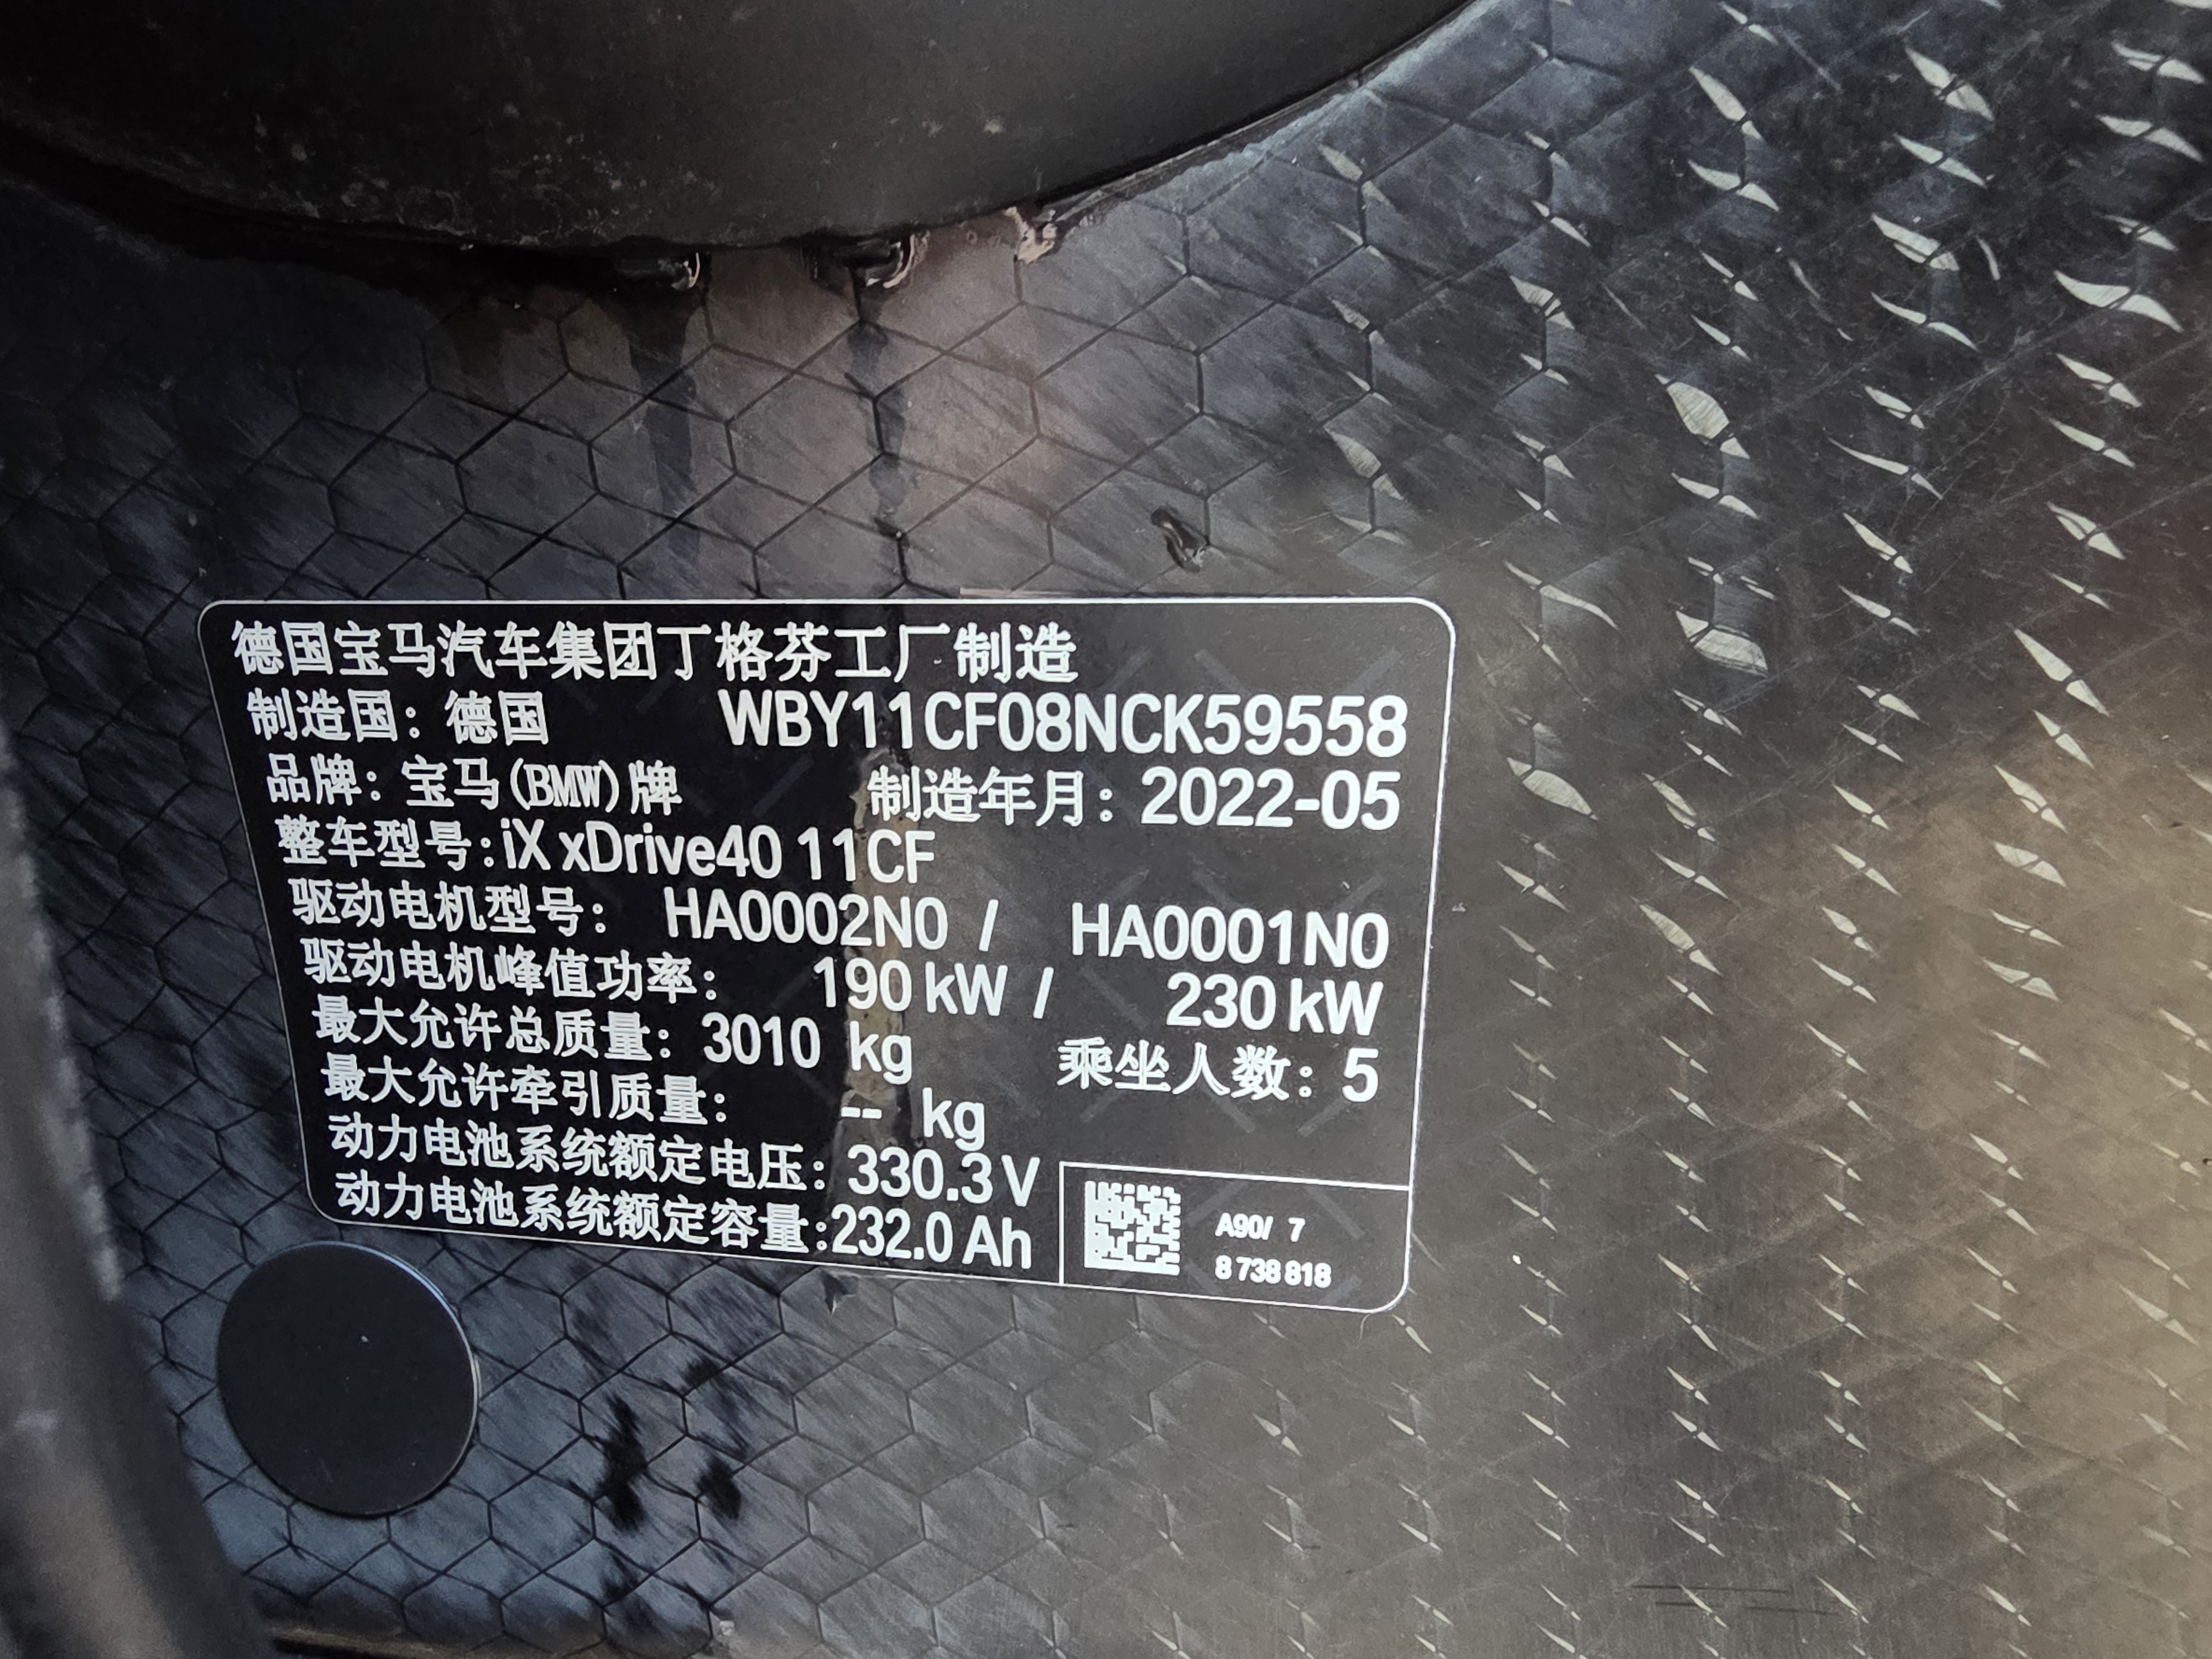 德国宝马汽车集团丁格芬工厂制造
制造国：德国 WBY11CF08NCK59558
品牌：宝马(BMW)牌 制造年月：2022-05
整车型号:iX xDrive40 11CF
驱动电机型号： HA0002N0 / HA0001N0
驱动电机峰值功率： 190 kW / 230 kW
最大允许总质量：3010 kg 乘坐人数：5
最大允许牵引质量： -- kg
动力电池系统额定电压：330.3 V
动力电池系统额定容量:232.0 Ah
A90/ 7
8 738 818